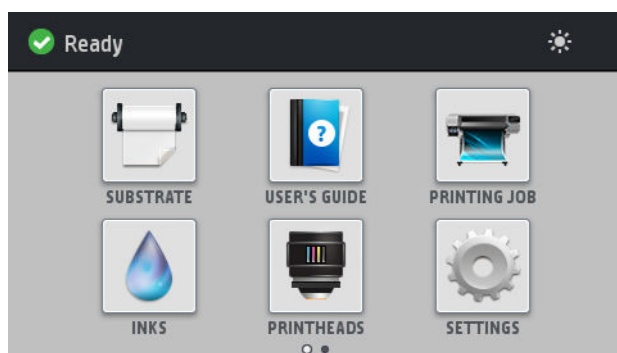 Ready
SUBSTRATE USER'S GUIDE PRINTING JOB
?
INKS PRINTHEADS SETTINGS